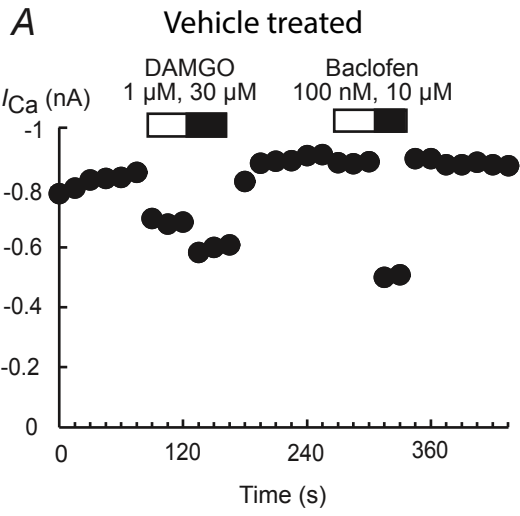 A
Vehicle treated
DAMGO
1 µM, 30 µM
Baclofen
100 nM, 10 µM
ICa (nA)
-1
-0.8
-0.6
-0.4
-0.2
0
0
120
240
360
Time (s)